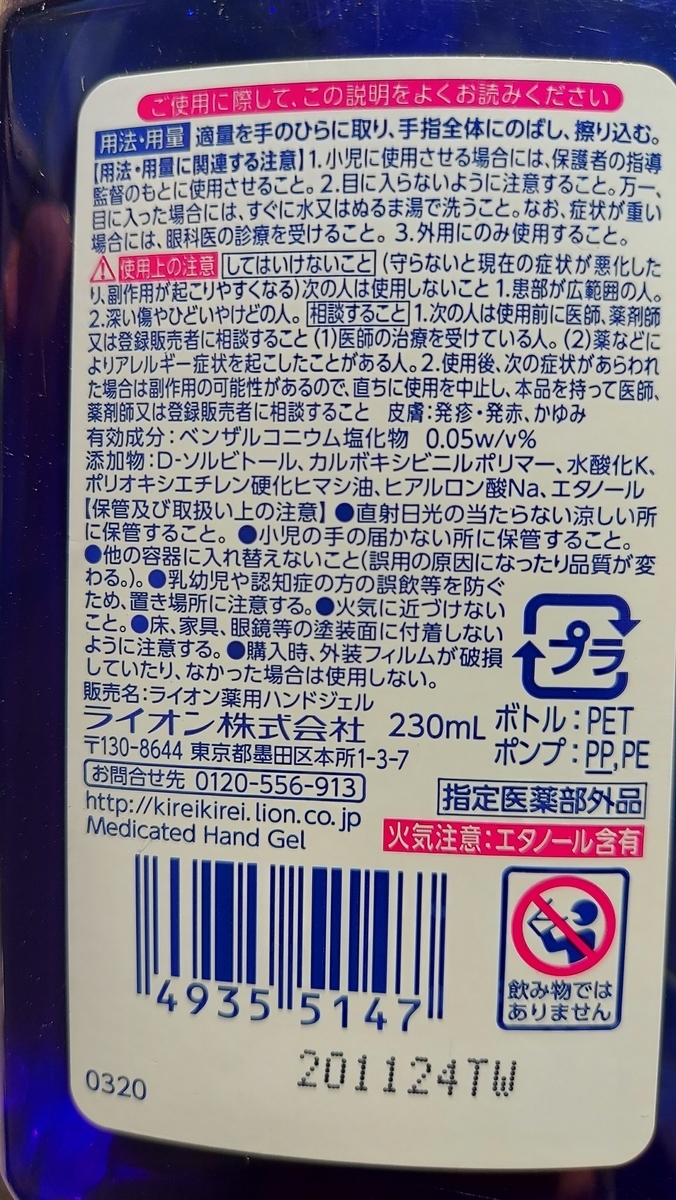 ご使用に際して、この説明をよくお読みください
用法・用量 適量を手のひらに取り、手指全体にのばし、擦り込む。
【用法・用量に関連する注意】1.小児に使用させる場合には、保護者の指導
監督のもとに使用させること。2.目に入らないように注意すること。万一、
目に入った場合には、すぐに水又はぬるま湯で洗うこと。なお、症状が重い
場合には、眼科医の診療を受けること。3.外用にのみ使用すること。
使用上の注意 してはいけないこと (守らないと現在の症状が悪化した
り、副作用が起こりやすくなる)次の人は使用しないこと 1.患部が広範囲の人。
2.深い傷やひどいやけどの人。 相談すること 1.次の人は使用前に医師、薬剤師
又は登録販売者に相談すること (1)医師の治療を受けている人。(2)薬などに
よりアレルギー症状を起こしたことがある人。2.使用後、次の症状があらわれ
た場合は副作用の可能性があるので、直ちに使用を中止し、本品を持って医師、
薬剤師又は登録販売者に相談すること 皮膚:発疹・発赤、かゆみ
有効成分:ベンザルコニウム塩化物 0.05w/v%
添加物:D-ソルビトール、カルボキシビニルポリマー、水酸化K、
ポリオキシエチレン硬化ヒマシ油、ヒアルロン酸Na、エタノール
【保管及び取扱い上の注意】●直射日光の当たらない涼しい所
に保管すること。●小児の手の届かない所に保管すること。
●他の容器に入れ替えないこと(誤用の原因になったり品質が変
わる。)。●乳幼児や認知症の方の誤飲等を防ぐ
ため、置き場所に注意する。●火気に近づけない
こと。●床、家具、眼鏡等の塗装面に付着しない
ように注意する。●購入時、外装フィルムが破損
していたり、なかった場合は使用しない。
プラ
販売名:ライオン薬用ハンドジェル
ライオン株式会社 230mL
ボトル:PET
ポンプ:PP,PE
〒130-8644 東京都墨田区本所1-3-7
お問合せ先 0120-556-913
指定医薬部外品
http://kireikirei.lion.co.jp
Medicated Hand Gel
火気注意:エタノール含有
4935 5147
飲み物では
ありません
201124TW
0320